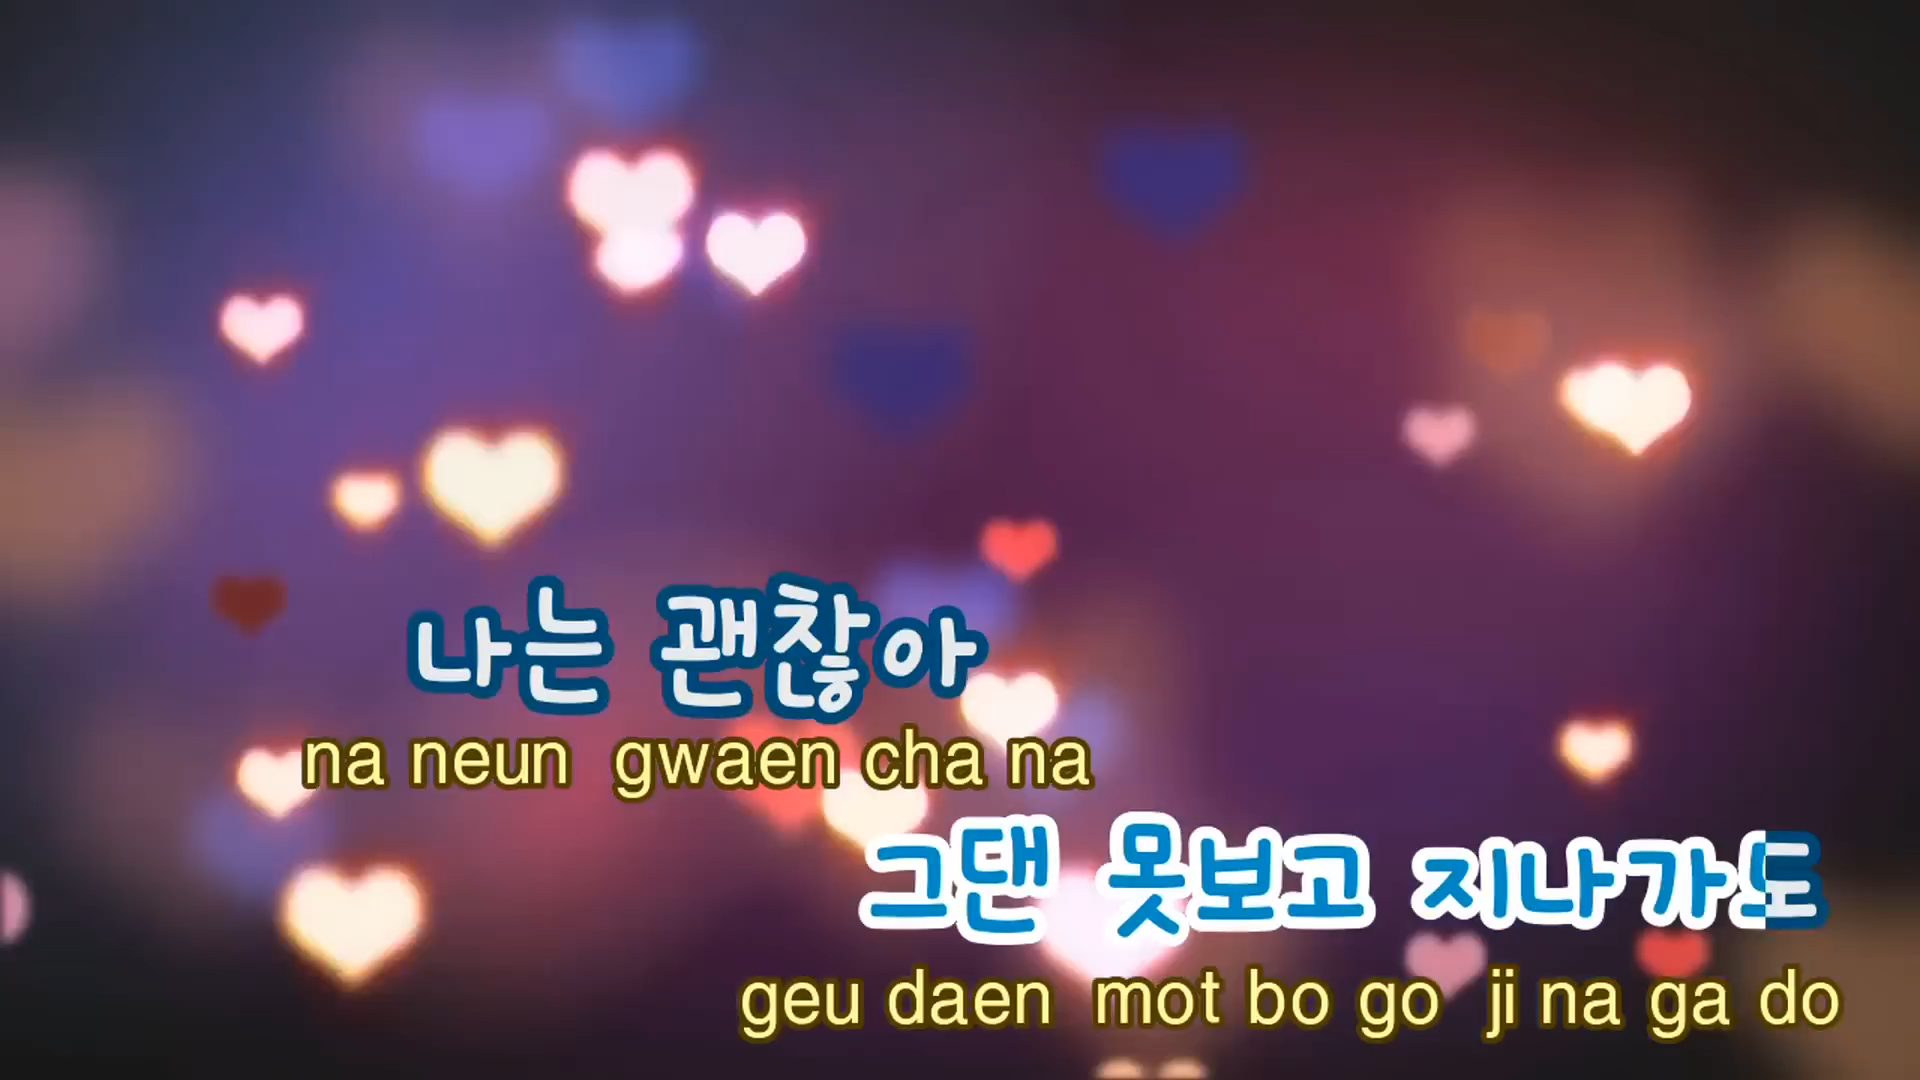 나는 괜찮아
na neun gwaen cha na
그댄 못보고 지나가도
geu daen mot bo go ji na ga do